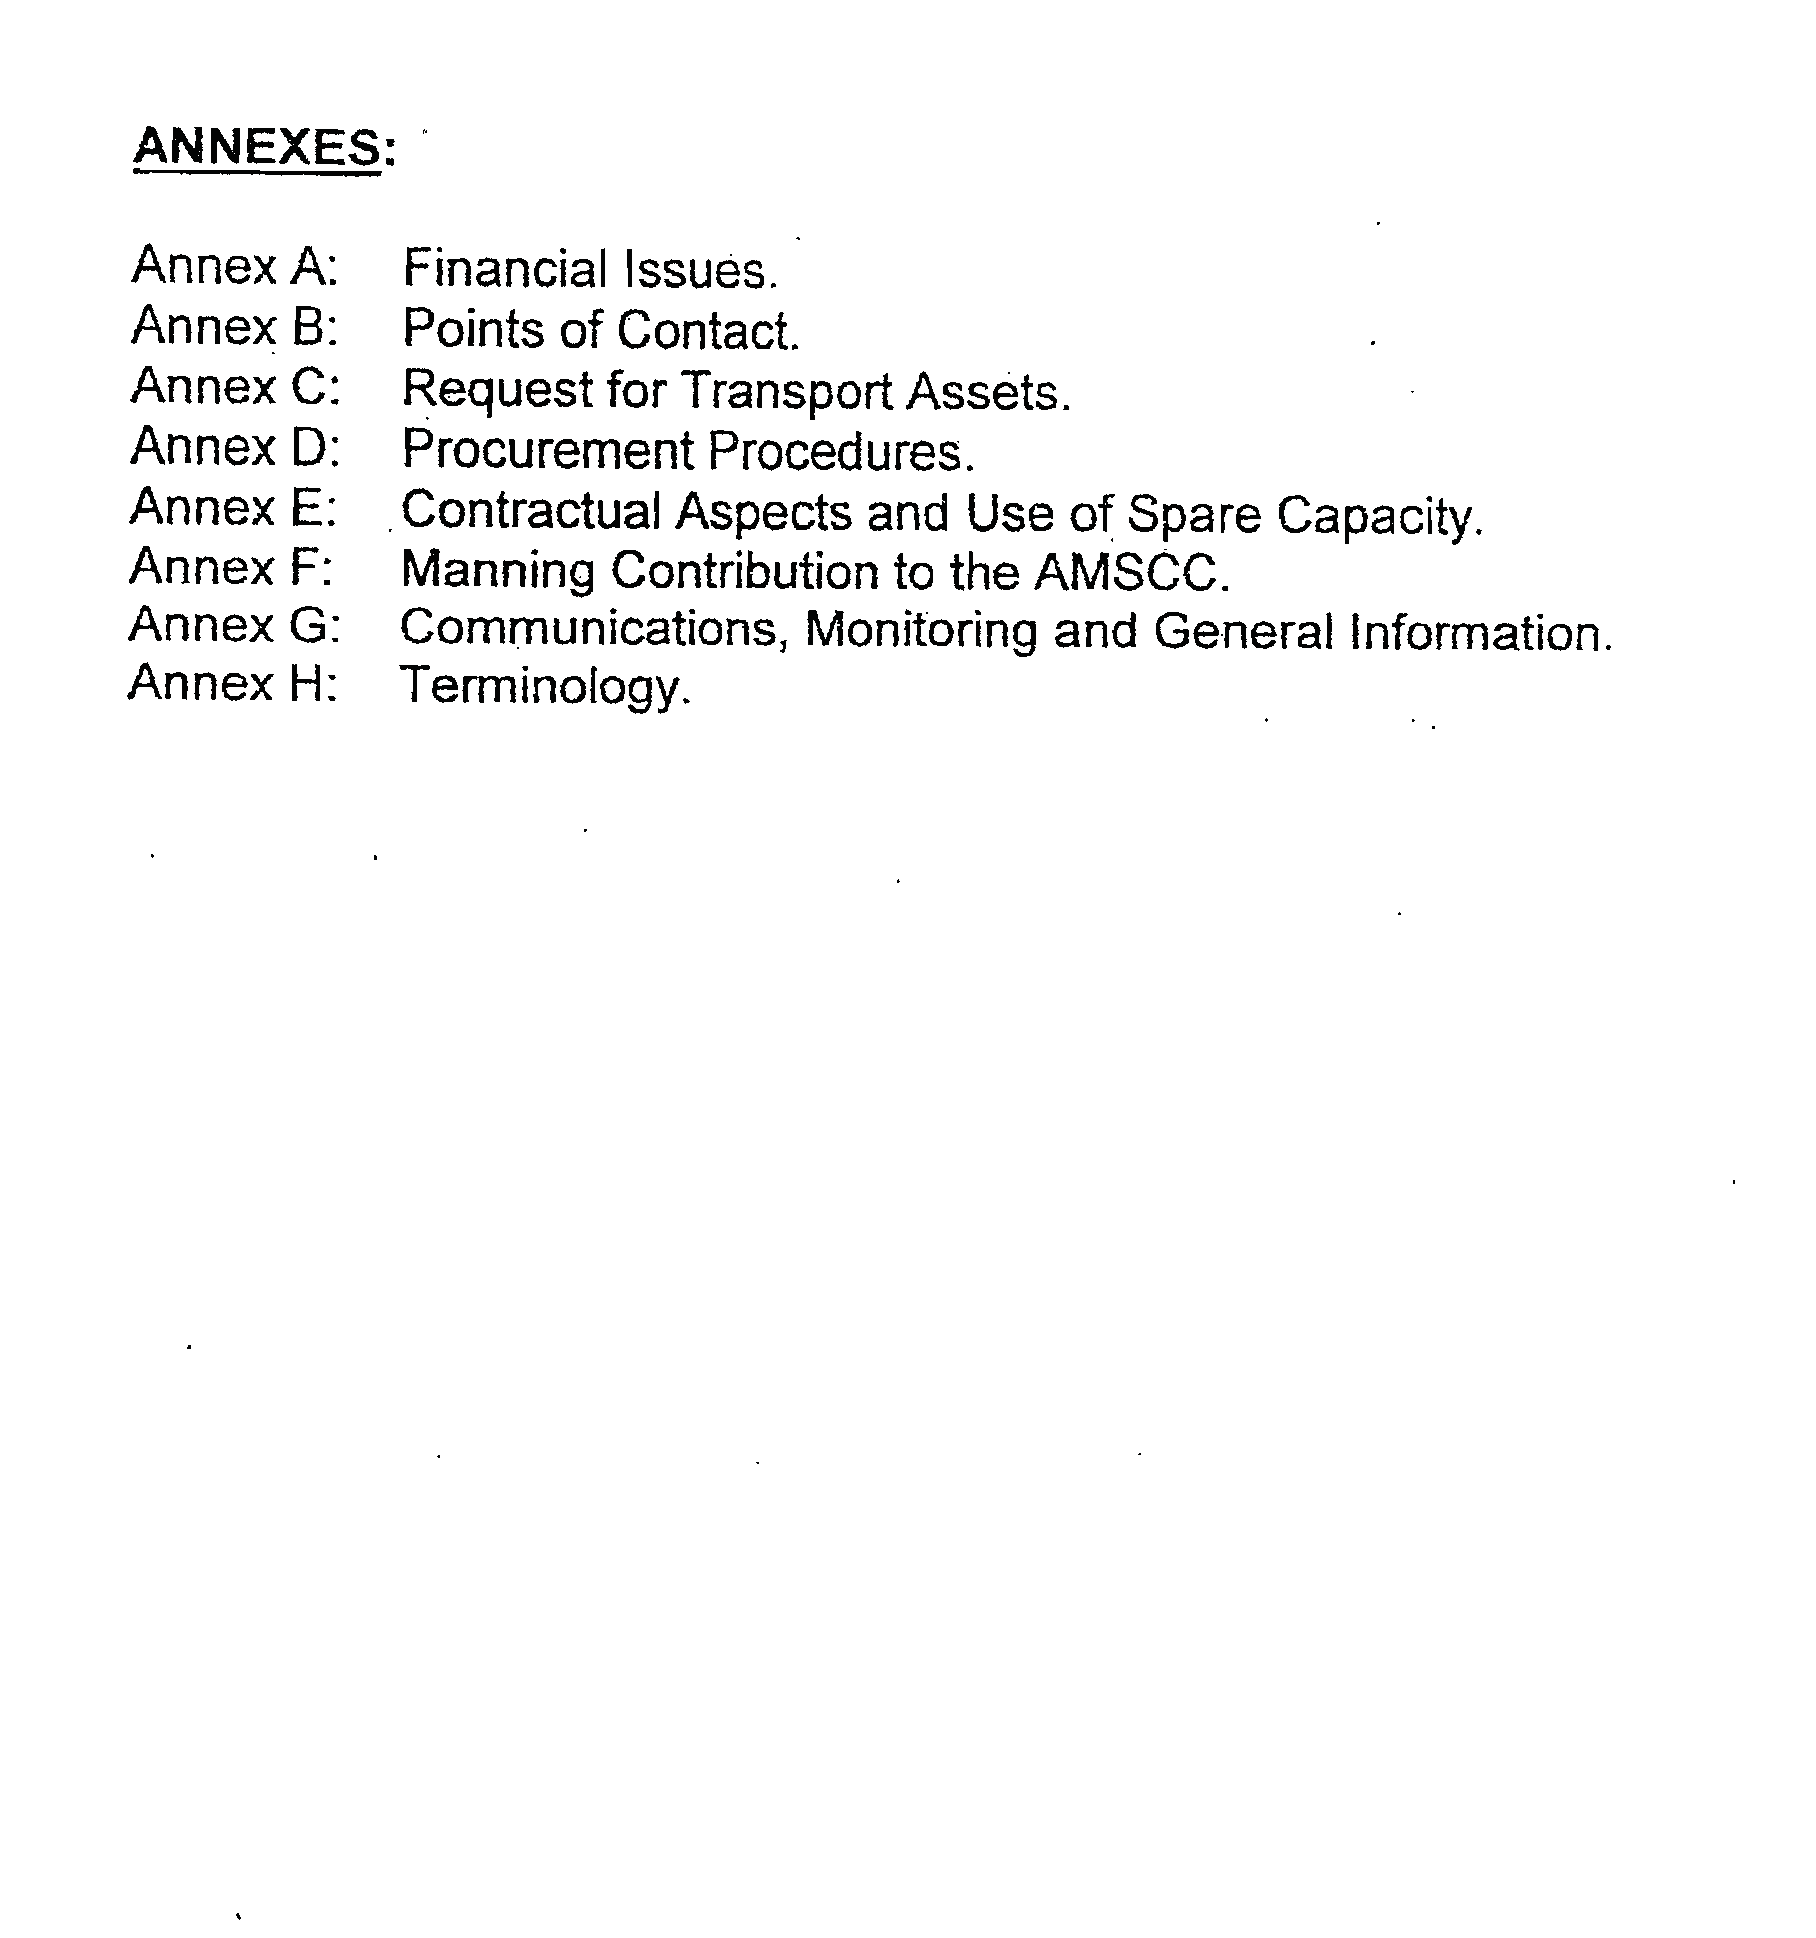 ANNEXES:
Annex A: Financial Issues.
Annex B: Points of Contact.
Annex C: Request for Transport Assets.
Annex D: Procurement Procedures.
Annex E: Contractual Aspects and Use of Spare Capacity.
Annex F: Manning Contribution to the AMSCC.
Annex G: Communications, Monitoring and General Information.
Annex H: Terminology.